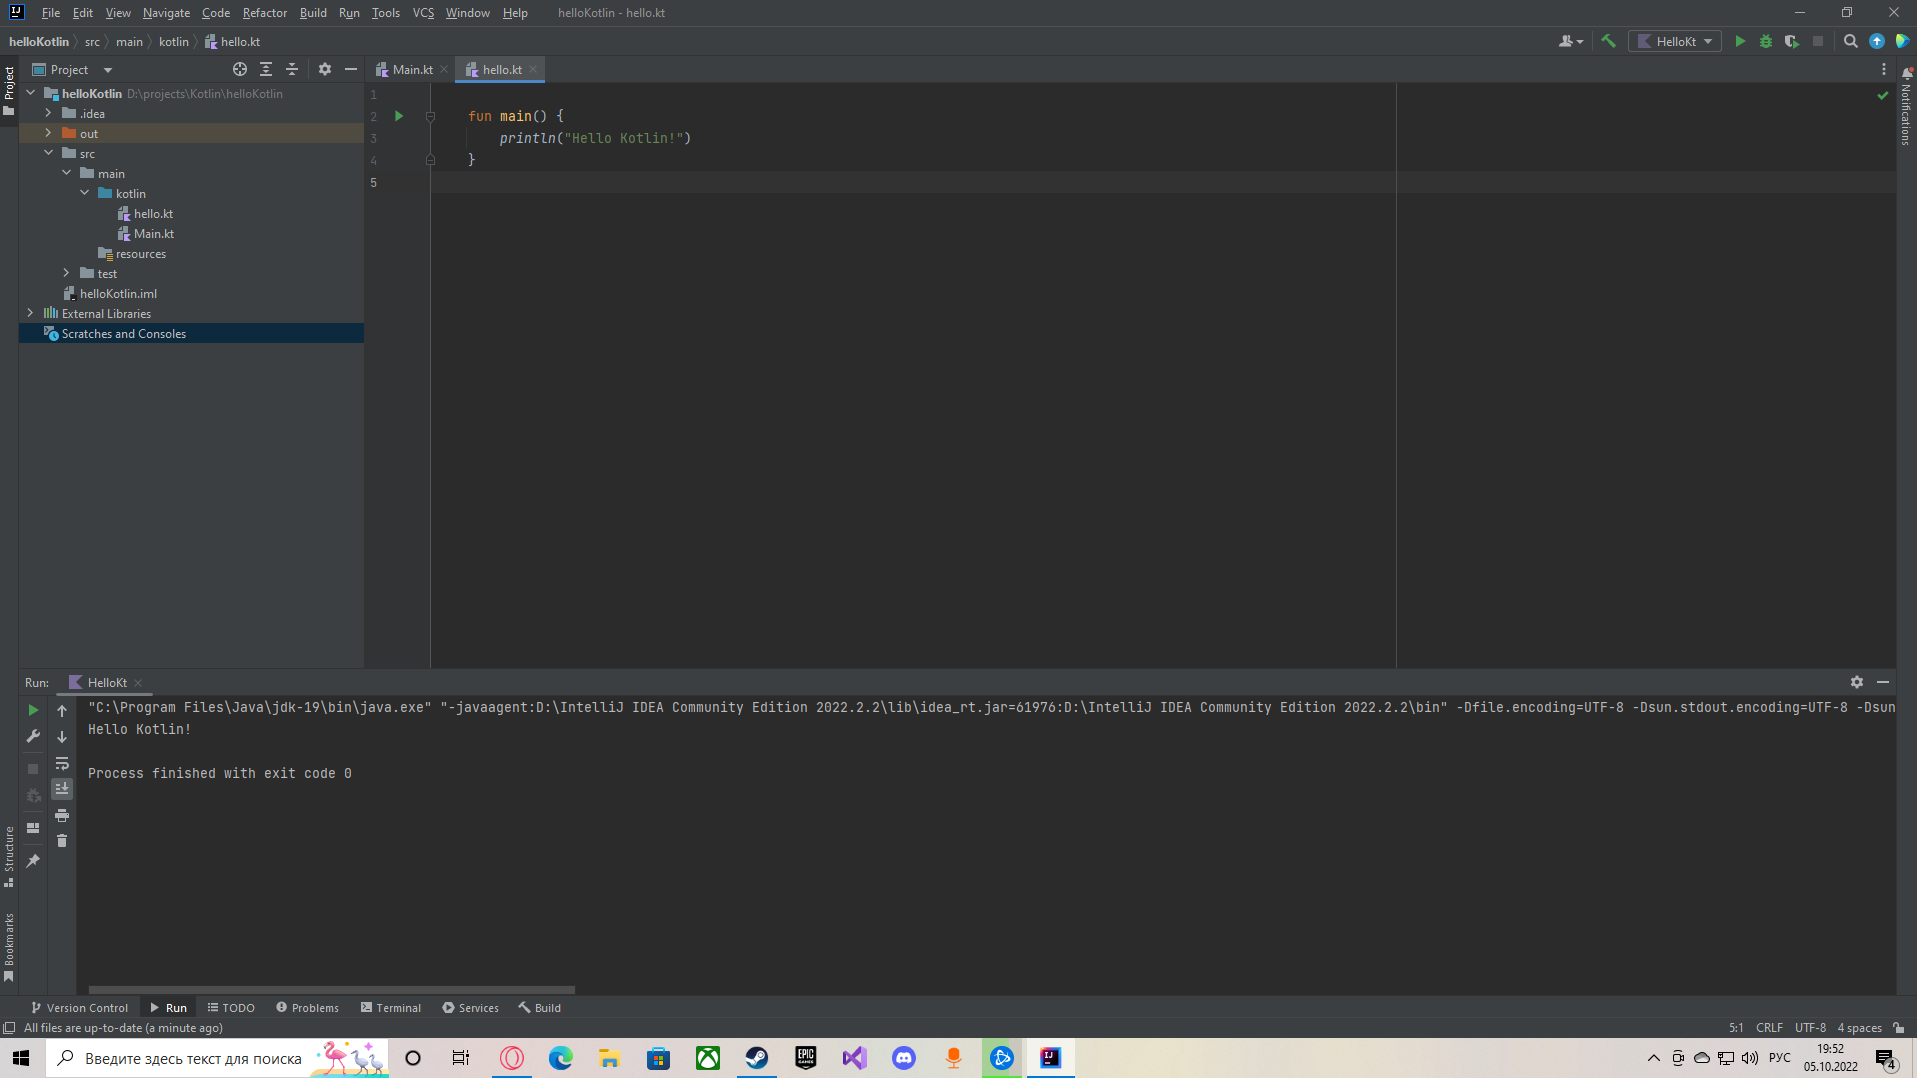 File Edit View Navigate Code Refactor Build Run Tools VCS Window Help helloKotlin - hello.kt
helloKotlin src main kotlin hello.kt HelloKt
Project Main.kt hello.kt
Project
helloKotlin D:\projects\Kotlin\helloKotlin
.idea
out
src
main
kotlin
hello.kt
Main.kt
resources
test
helloKotlin.iml
External Libraries
Scratches and Consoles
1
2 fun main() {
3 println("Hello Kotlin!")
4 }
5
Notifications
Run: HelloKt
"C:\Program Files\Java\jdk-19\bin\java.exe" "-javaagent:D:\IntelliJ IDEA Community Edition 2022.2.2\lib\idea_rt.jar=61976:D:\IntelliJ IDEA Community Edition 2022.2.2\bin" -Dfile.encoding=UTF-8 -Dsun.stdout.encoding=UTF-8 -Dsun
Hello Kotlin!
Process finished with exit code 0
Structure
Bookmarks
Version Control Run TODO Problems Terminal Services Build
All files are up-to-date (a minute ago) 5:1 CRLF UTF-8 4 spaces
Введите здесь текст для поиска EPIC GAMES IJ РУС 19:52
05.10.2022 4